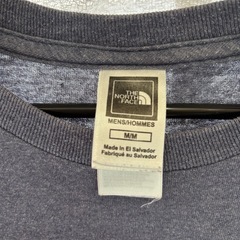 THE
NORTH
FACE
MENS/HOMMES
M/M
Made in El Salvador
Fabriqué au Salvador